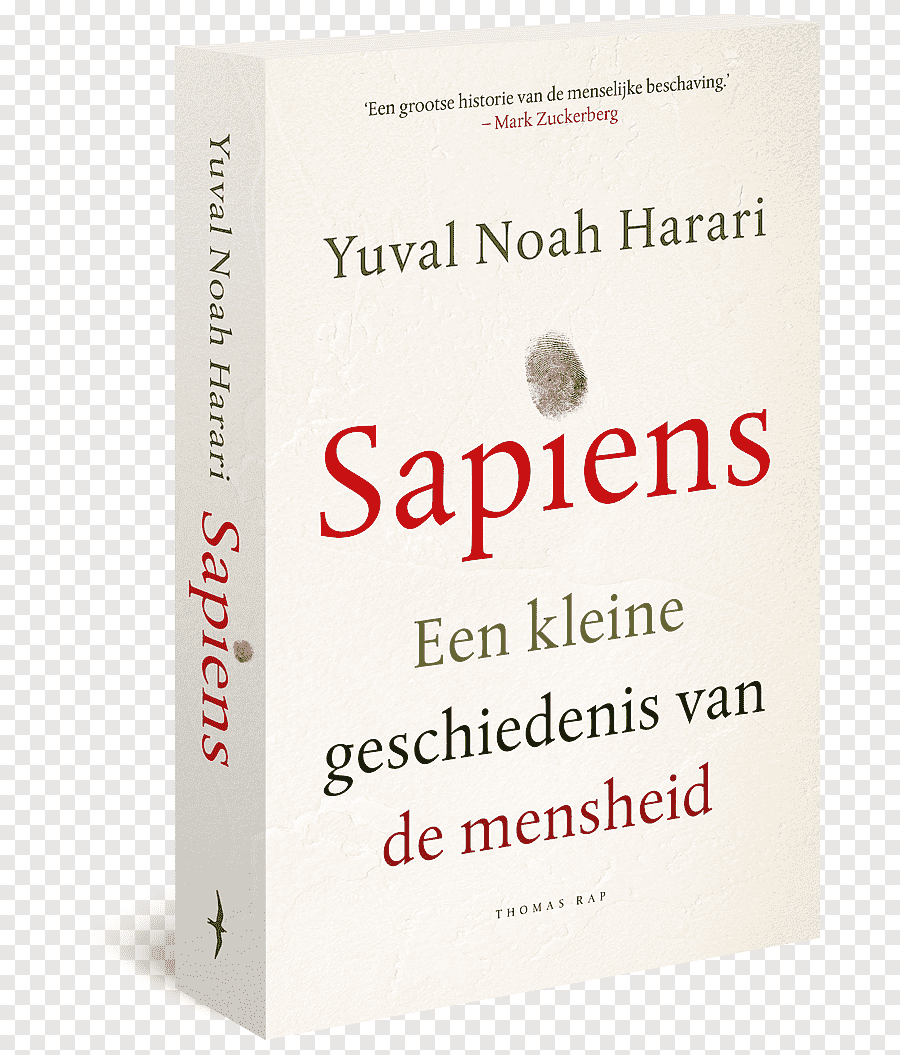 ‘Een grootse historie van de menselijke beschaving.’
– Mark Zuckerberg
Yuval Noah Harari
Sapiens
Een kleine
geschiedenis van
de mensheid
THOMAS RAP
Yuval Noah Harari Sapiens